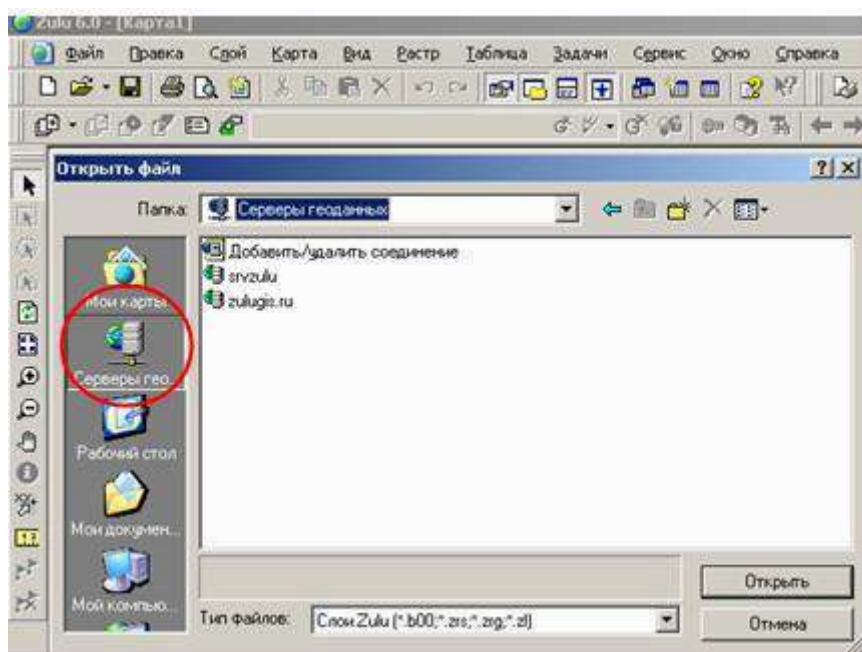 Zulu 6.0 - [Карта1]
Файл Правка Слой Карта Вид Растр Таблица Задачи Сервис Окно Справка
Открыть файл
Папка: Серверы геоданных
Добавить/удалить соединение
srvzulu
zulugis.ru
Мои карты
Серверы гео...
Рабочий стол
Мои докумен...
Мой компью...
Открыть
Тип файлов: Слои Zulu (*.b00;*.zrs;*.zrg;*.zl)
Отмена